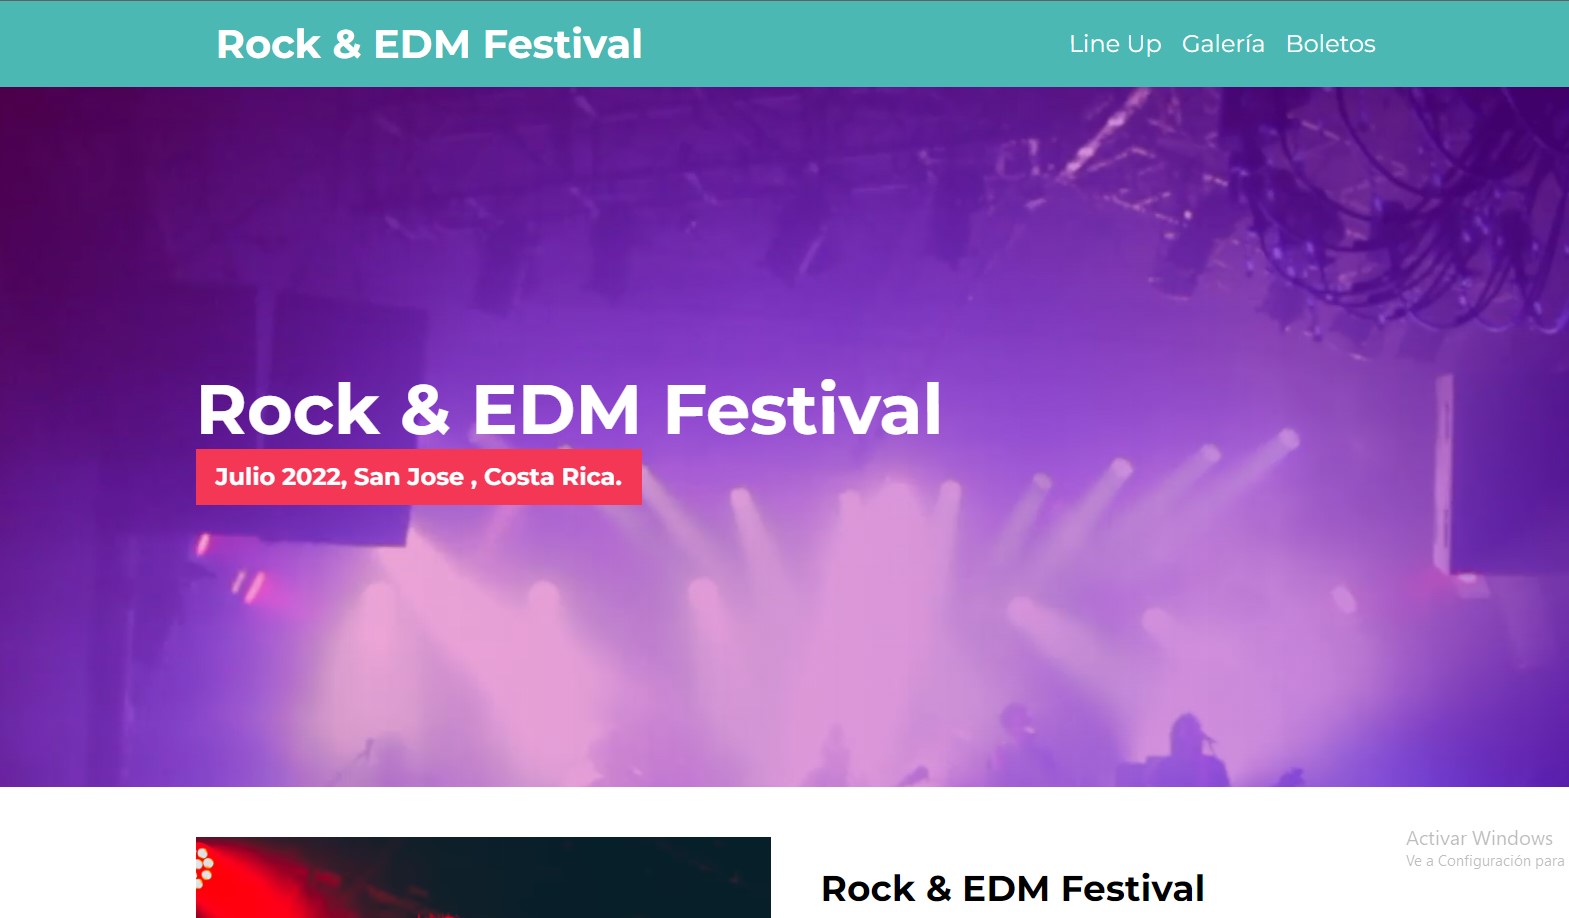 Rock & EDM Festival
Line Up Galería Boletos
Rock & EDM Festival
Julio 2022, San Jose , Costa Rica.
Activar Windows
Ve a Configuración para
Rock & EDM Festival